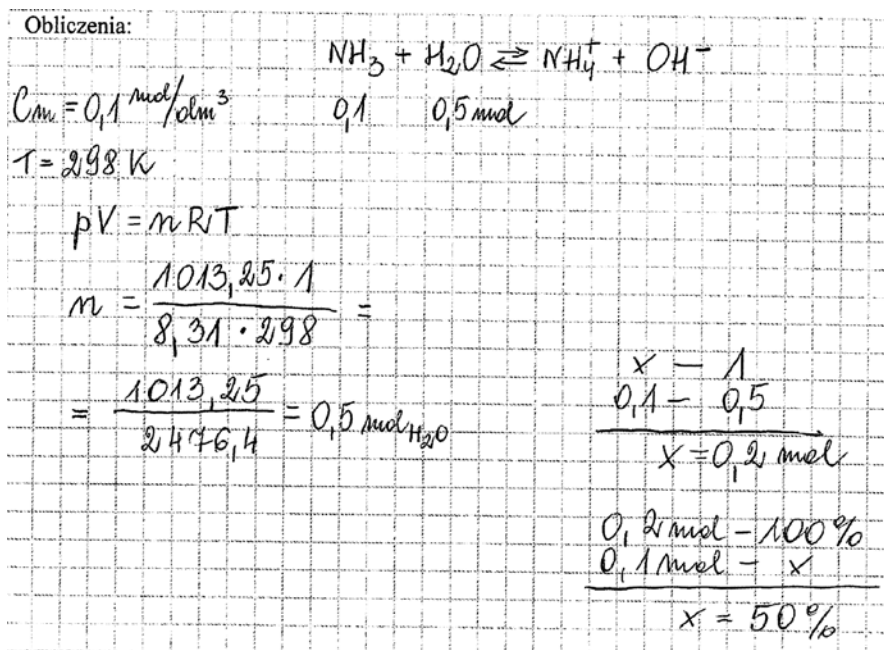 Obliczenia:
NH₃ + H₂O ⇄ NH₄⁺ + OH⁻
Cm = 0,1 mol/dm³ 0,1 0,5 mol
T = 298 K
pV = nRT
n = 1013,25 · 1 / 8,31 · 298 =
= 1013,25 / 2476,4 = 0,5 mol H₂O
x – 1
0,1 – 0,5
x = 0,2 mol
0,2 mol – 100%
0,1 mol – x
x = 50%